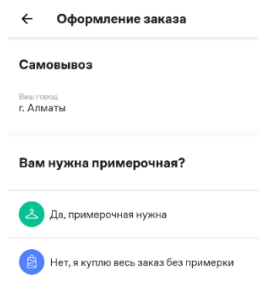 Оформление заказа
Самовывоз
Ваш город
г. Алматы
Вам нужна примерочная?
Да, примерочная нужна
Нет, я куплю весь заказ без примерки